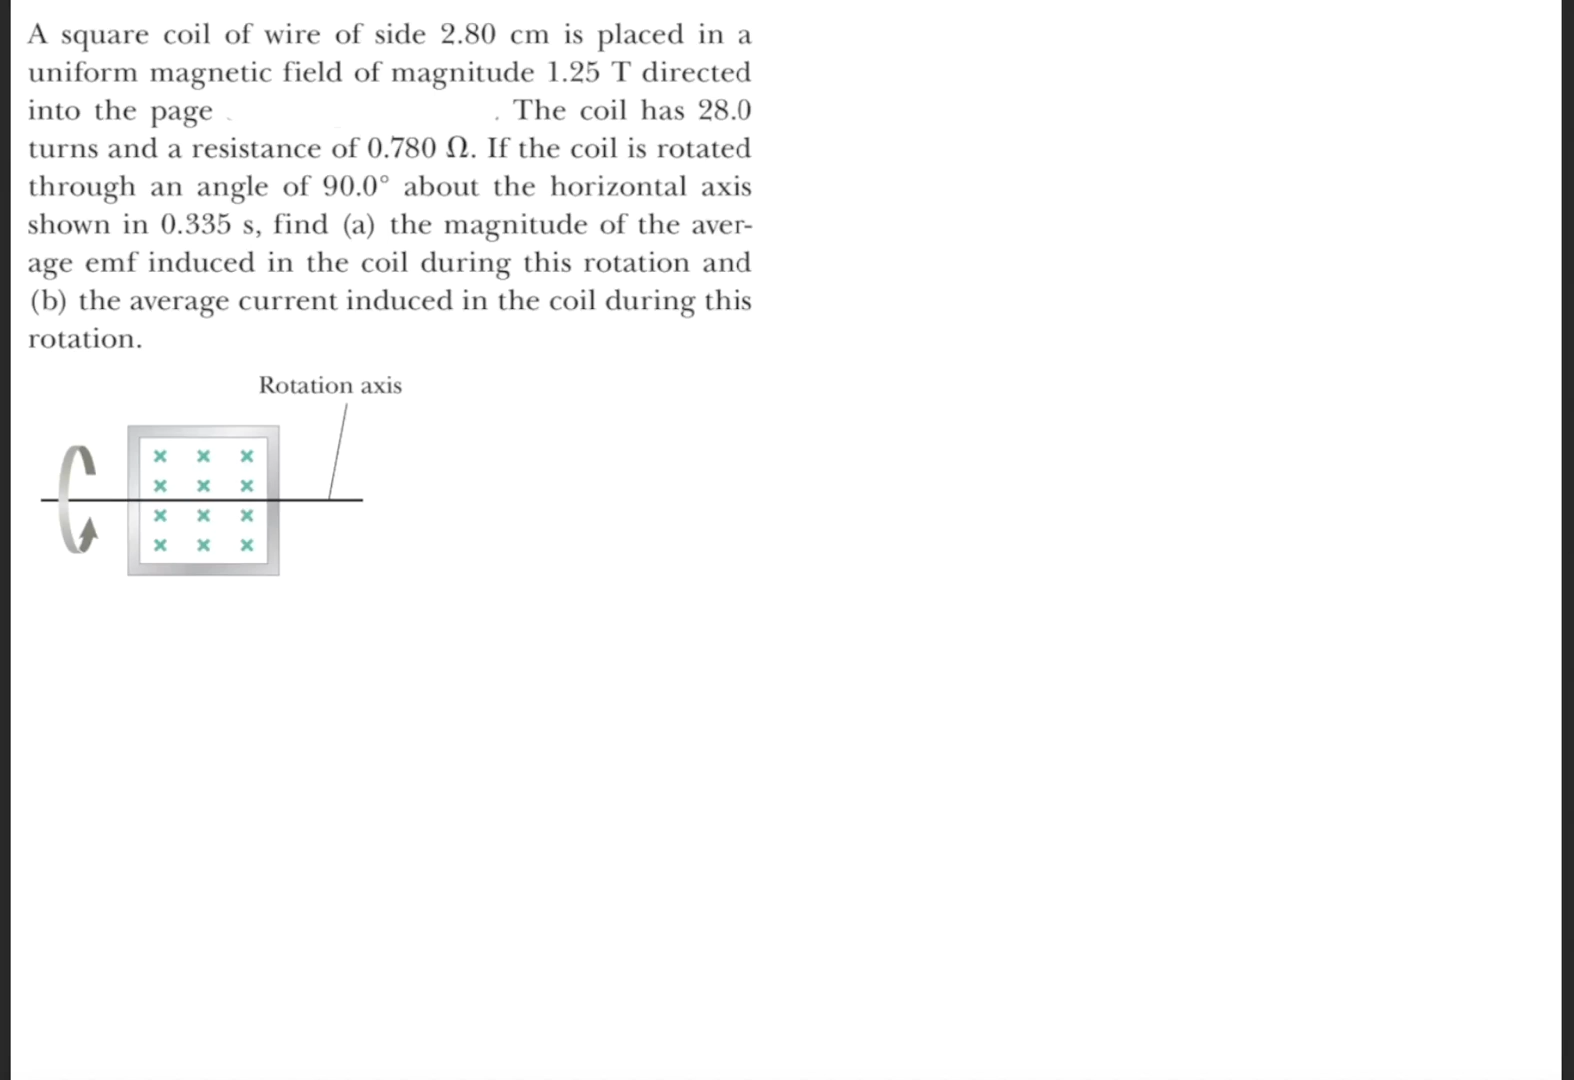 A square coil of wire of side 2.80 cm is placed in a
uniform magnetic field of magnitude 1.25 T directed
into the page . The coil has 28.0
turns and a resistance of 0.780 Ω. If the coil is rotated
through an angle of 90.0° about the horizontal axis
shown in 0.335 s, find (a) the magnitude of the aver-
age emf induced in the coil during this rotation and
(b) the average current induced in the coil during this
rotation.
Rotation axis
× × ×
× × ×
× × ×
× × ×